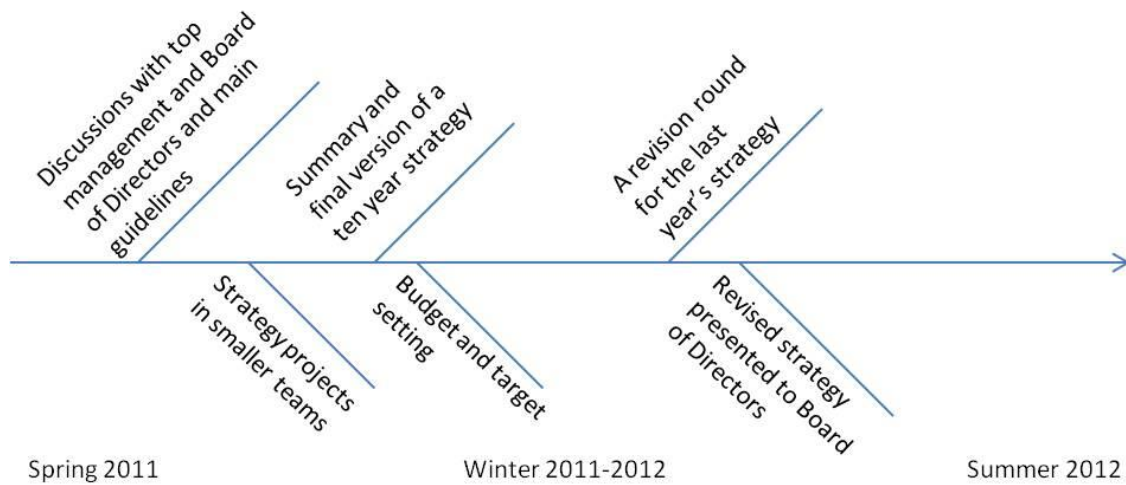 Discussions with top
management and Board
of Directors and main
guidelines
Strategy projects
in smaller teams
Summary and
final version of a
ten year strategy
Budget and target
setting
A revision round
for the last
year's strategy
Revised strategy
presented to Board
of Directors
Spring 2011
Winter 2011-2012
Summer 2012